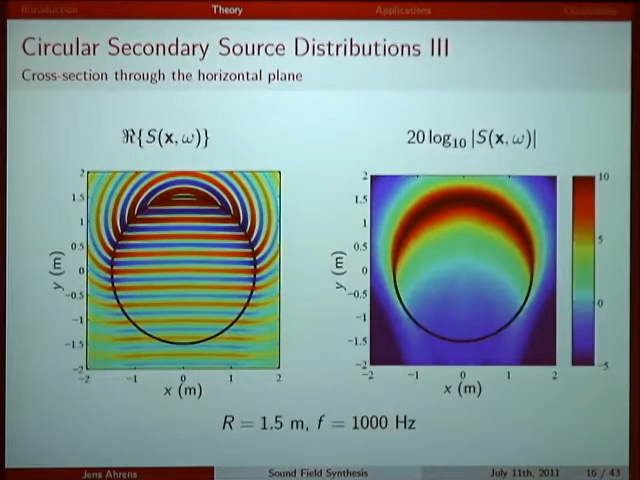 Introduction Theory Applications Conclusions
Circular Secondary Source Distributions III
Cross-section through the horizontal plane
ℜ{S(x, ω)}
20 log₁₀ |S(x, ω)|
2
1.5
1
0.5
0
−0.5
−1
−1.5
−2
y (m)
−2 −1 0 1 2
x (m)
2
1.5
1
0.5
0
−0.5
−1
−1.5
−2
y (m)
−2 −1 0 1 2
x (m)
10
5
0
−5
R = 1.5 m, f = 1000 Hz
Jens Ahrens Sound Field Synthesis July 11th, 2011 16 / 43